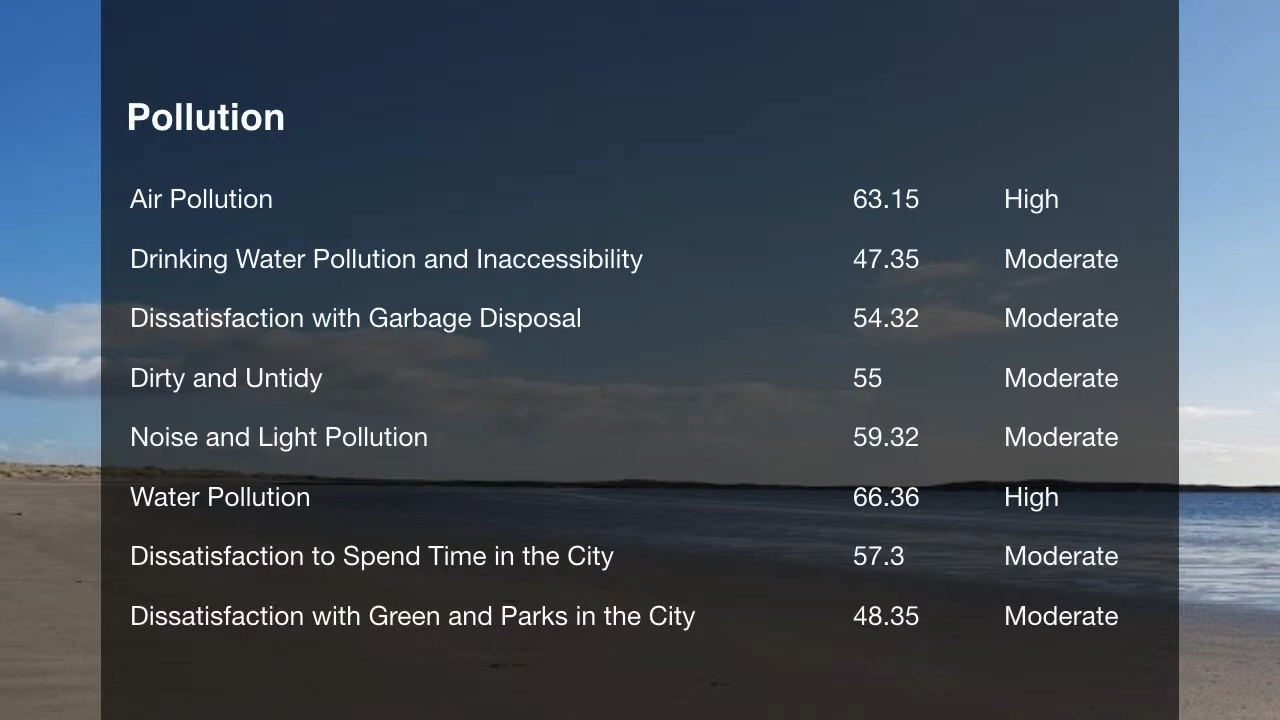 Pollution
Air Pollution 63.15 High
Drinking Water Pollution and Inaccessibility 47.35 Moderate
Dissatisfaction with Garbage Disposal 54.32 Moderate
Dirty and Untidy 55 Moderate
Noise and Light Pollution 59.32 Moderate
Water Pollution 66.36 High
Dissatisfaction to Spend Time in the City 57.3 Moderate
Dissatisfaction with Green and Parks in the City 48.35 Moderate